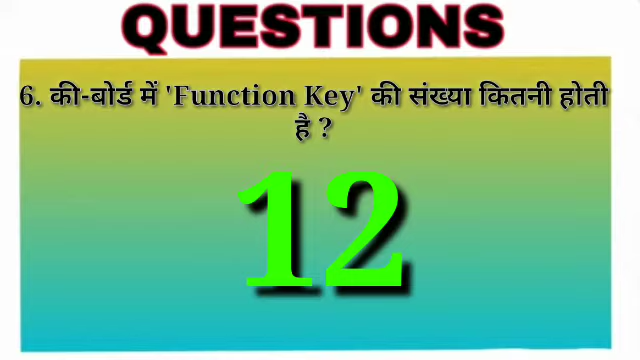 QUESTIONS
6. की-बोर्ड में 'Function Key' की संख्या कितनी होती
है ?
12